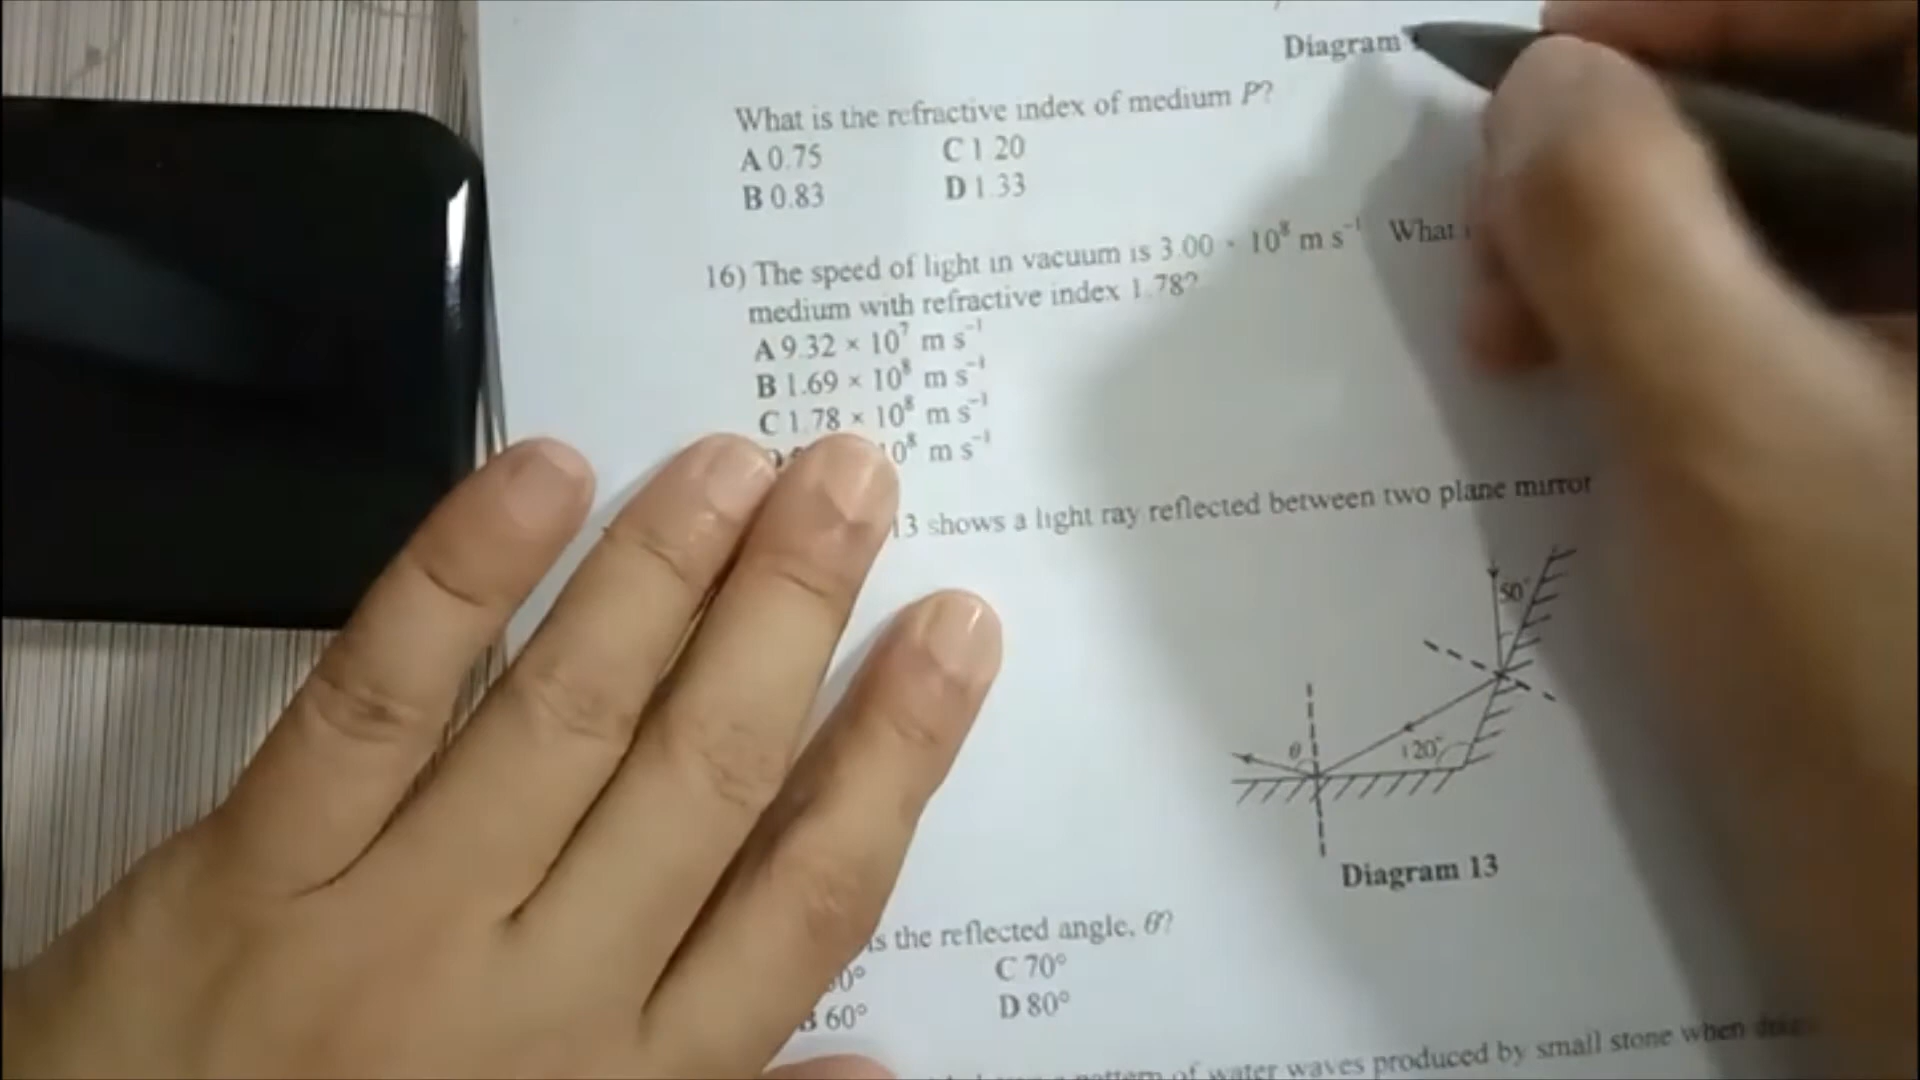 Diagram
What is the refractive index of medium P?
A 0.75 C 1.20
B 0.83 D 1.33
16) The speed of light in vacuum is 3.00 × 10⁸ m s⁻¹ What
medium with refractive index 1.78?
A 9.32 × 10⁷ m s⁻¹
B 1.69 × 10⁸ m s⁻¹
C 1.78 × 10⁸ m s⁻¹
10⁸ m s⁻¹
13 shows a light ray reflected between two plane mirror
50°
θ
120°
Diagram 13
is the reflected angle, θ?
C 70°
B 60° D 80°
pattern of water waves produced by small stone when